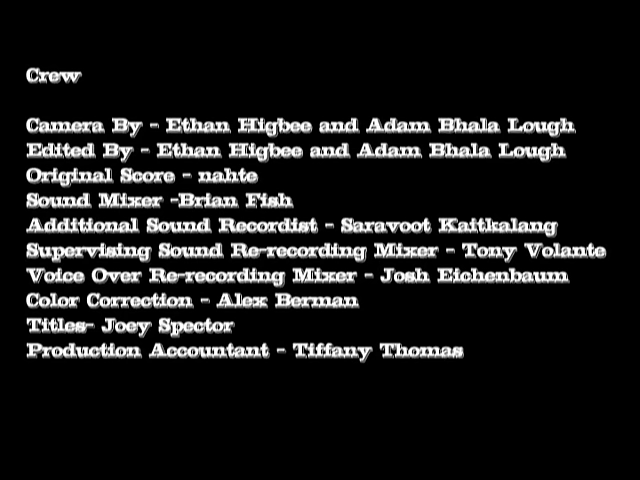 Crew
Camera By - Ethan Higbee and Adam Bhala Lough
Edited By - Ethan Higbee and Adam Bhala Lough
Original Score - nahte
Sound Mixer -Brian Fish
Additional Sound Recordist - Saravoot Kaitkalang
Supervising Sound Re-recording Mixer - Tony Volante
Voice Over Re-recording Mixer - Josh Eichenbaum
Color Correction - Alex Berman
Titles- Joey Spector
Production Accountant - Tiffany Thomas